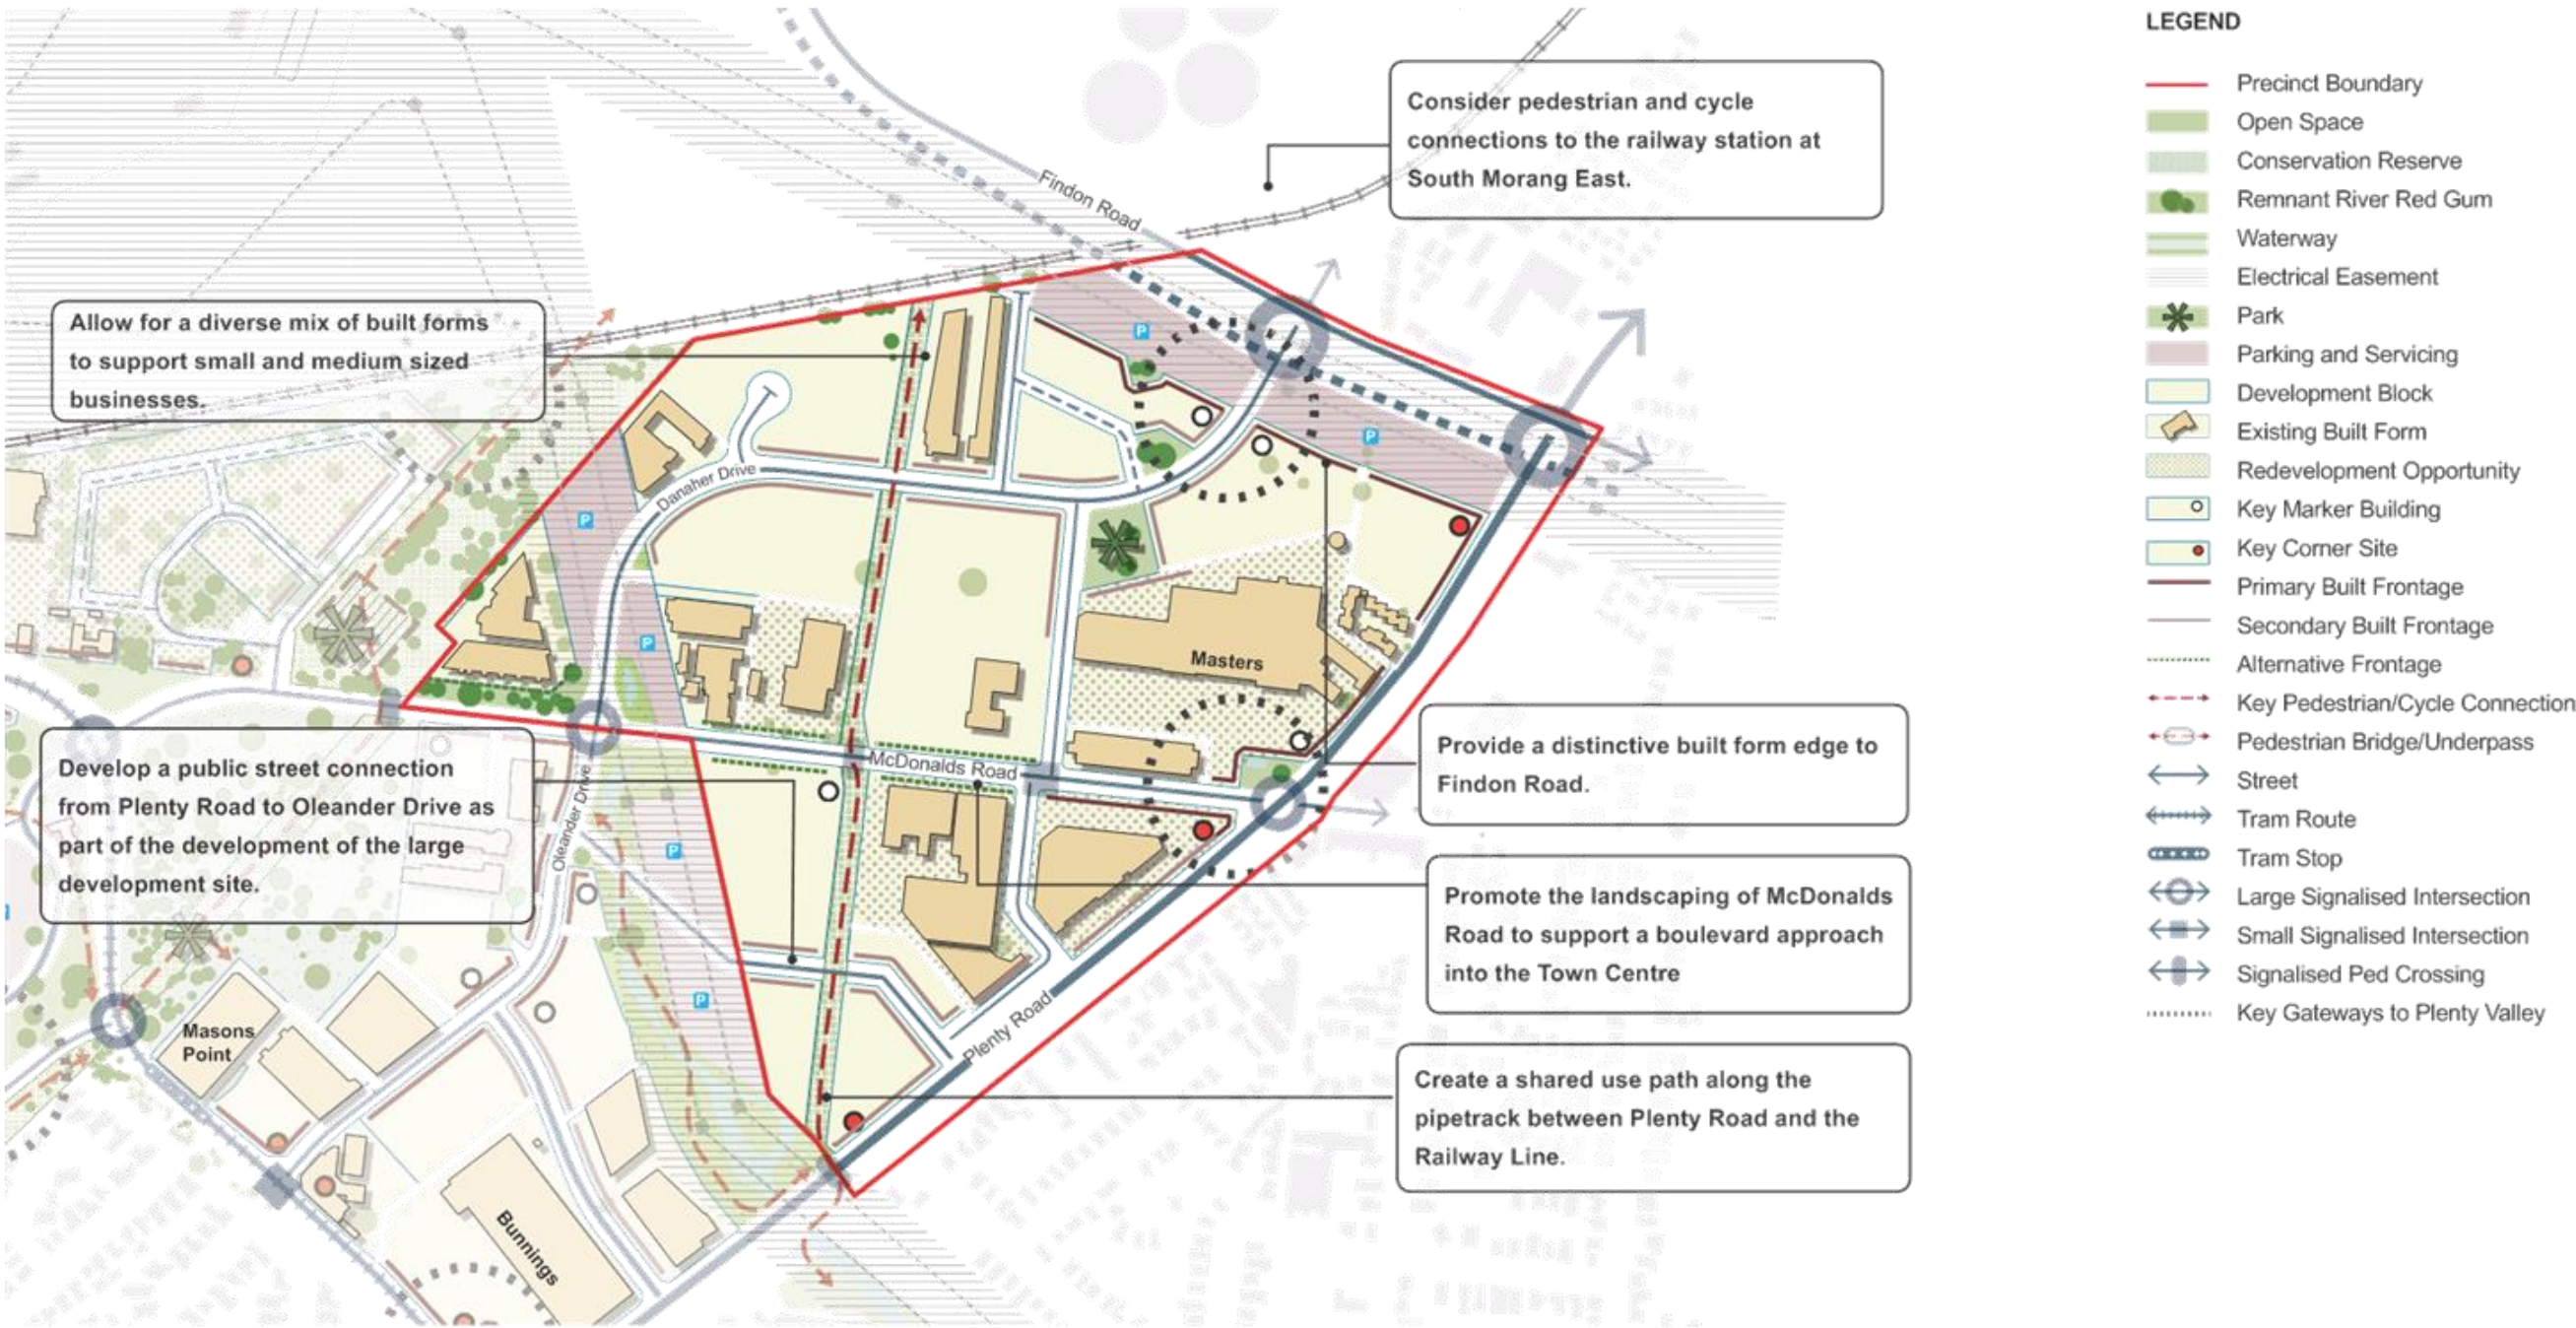 LEGEND
Precinct Boundary
Open Space
Conservation Reserve
Remnant River Red Gum
Waterway
Electrical Easement
Park
Parking and Servicing
Development Block
Existing Built Form
Redevelopment Opportunity
Key Marker Building
Key Corner Site
Primary Built Frontage
Secondary Built Frontage
Alternative Frontage
Key Pedestrian/Cycle Connection
Pedestrian Bridge/Underpass
Street
Tram Route
Tram Stop
Large Signalised Intersection
Small Signalised Intersection
Signalised Ped Crossing
Key Gateways to Plenty Valley
Consider pedestrian and cycle
connections to the railway station at
South Morang East.
Findon Road
Allow for a diverse mix of built forms
to support small and medium sized
businesses.
P
P
P
Danaher Drive
P
Masters
McDonalds Road
Provide a distinctive built form edge to
Findon Road.
Develop a public street connection
from Plenty Road to Oleander Drive as
part of the development of the large
development site.
Oleander Drive
P
Promote the landscaping of McDonalds
Road to support a boulevard approach
into the Town Centre
P
Plenty Road
Masons
Point
Create a shared use path along the
pipetrack between Plenty Road and the
Railway Line.
Bunnings